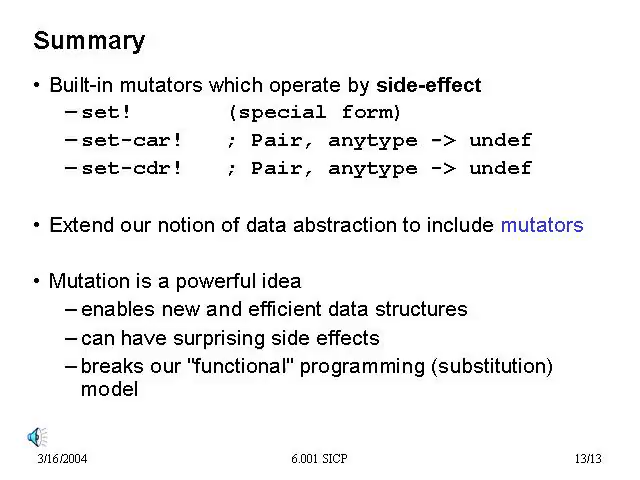 Summary
• Built-in mutators which operate by side-effect
– set! (special form)
– set-car! ; Pair, anytype -> undef
– set-cdr! ; Pair, anytype -> undef
• Extend our notion of data abstraction to include mutators
• Mutation is a powerful idea
– enables new and efficient data structures
– can have surprising side effects
– breaks our "functional" programming (substitution)
model
3/16/2004 6.001 SICP 13/13